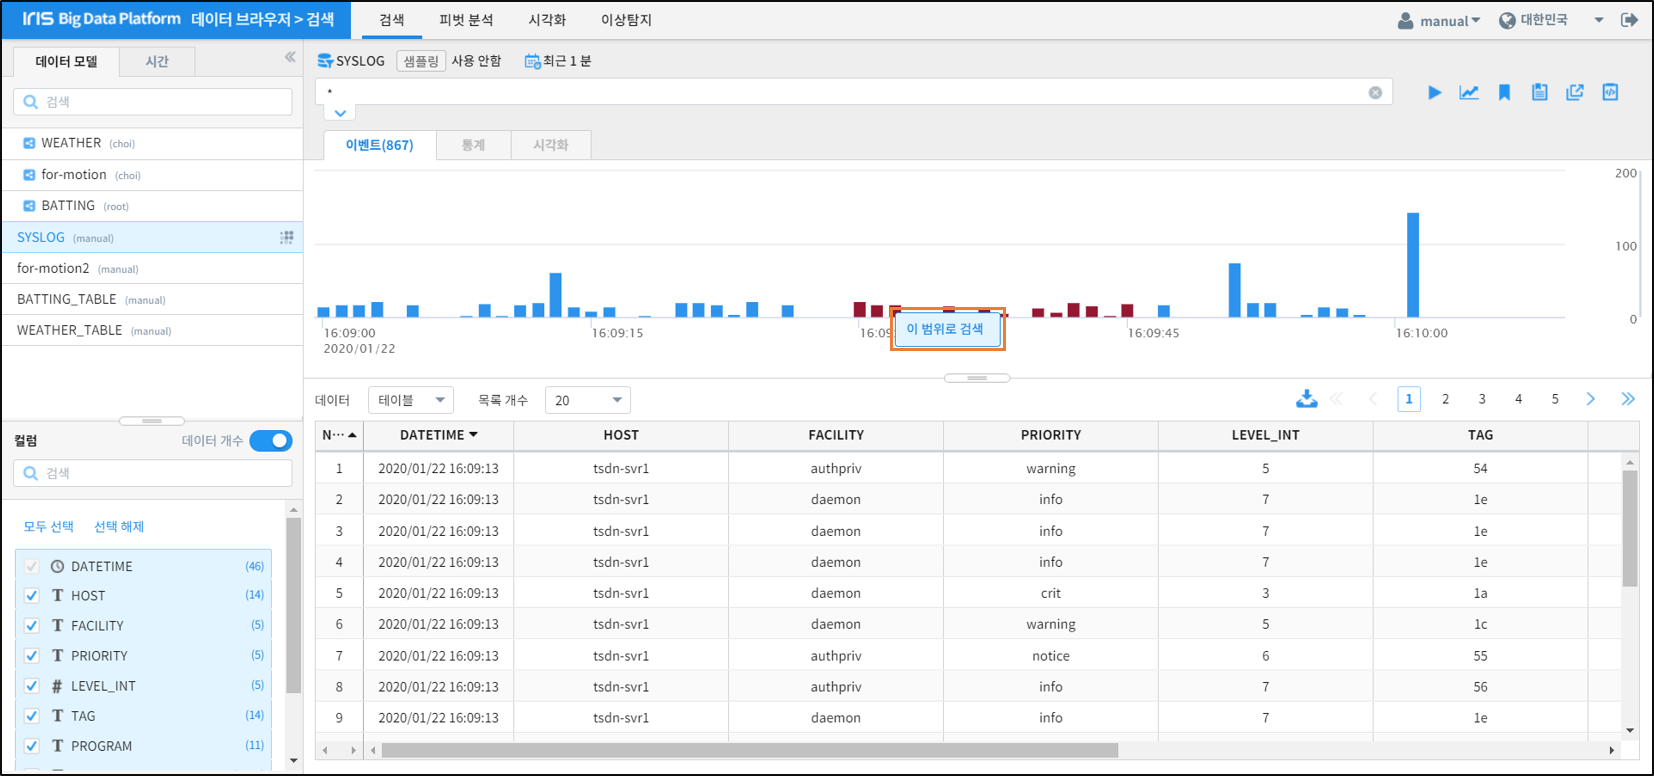 IRIS Big Data Platform 데이터 브라우저 > 검색
검색 피벗 분석 시각화 이상탐지
manual 대한민국
데이터 모델 시간
검색
WEATHER (choi)
for-motion (choi)
BATTING (root)
SYSLOG (manual)
for-motion2 (manual)
BATTING_TABLE (manual)
WEATHER_TABLE (manual)
컬럼 데이터 개수
검색
모두 선택 선택 해제
DATETIME (46)
T HOST (14)
T FACILITY (5)
T PRIORITY (5)
# LEVEL_INT (5)
T TAG (14)
T PROGRAM (11)
SYSLOG 샘플링 사용 안함 최근 1 분
*
이벤트(867) 통계 시각화
200
100
0
16:09:00 16:09:15 16:09: 16:09:45 16:10:00
2020/01/22
이 범위로 검색
데이터 테이블 목록 개수 20
1 2 3 4 5
N··· DATETIME HOST FACILITY PRIORITY LEVEL_INT TAG
1 2020/01/22 16:09:13 tsdn-svr1 authpriv warning 5 54
2 2020/01/22 16:09:13 tsdn-svr1 daemon info 7 1e
3 2020/01/22 16:09:13 tsdn-svr1 daemon info 7 1e
4 2020/01/22 16:09:13 tsdn-svr1 daemon info 7 1e
5 2020/01/22 16:09:13 tsdn-svr1 daemon crit 3 1a
6 2020/01/22 16:09:13 tsdn-svr1 daemon warning 5 1c
7 2020/01/22 16:09:13 tsdn-svr1 authpriv notice 6 55
8 2020/01/22 16:09:13 tsdn-svr1 authpriv info 7 56
9 2020/01/22 16:09:13 tsdn-svr1 daemon info 7 1e